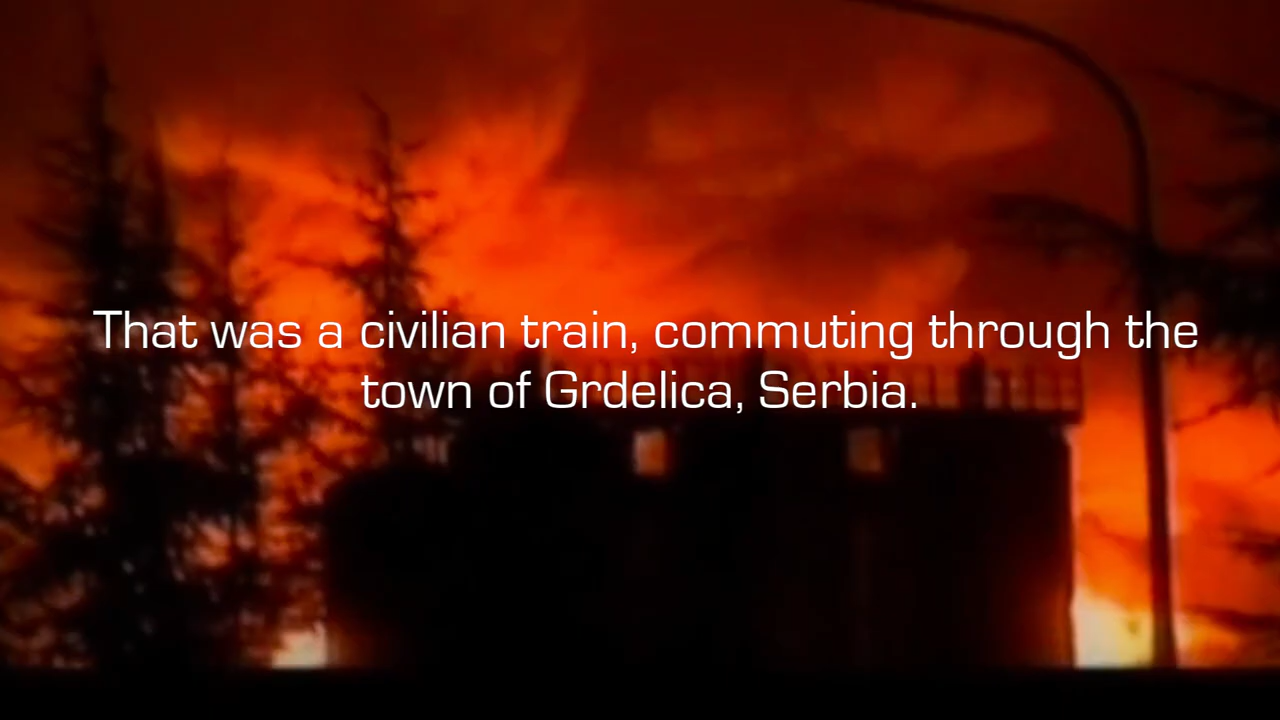 That was a civilian train, commuting through the
town of Grdelica, Serbia.